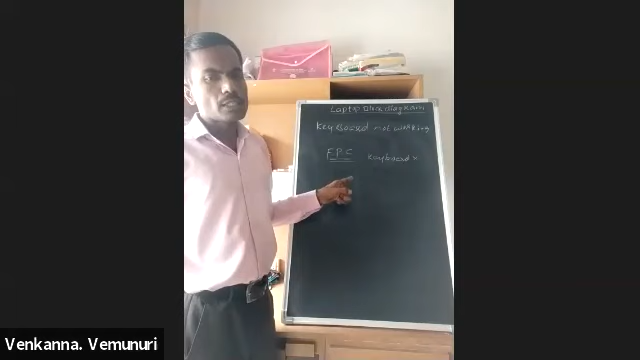 Laptop Block diagram
Keyboard not working
FPC Keyboard x
Venkanna. Vemunuri